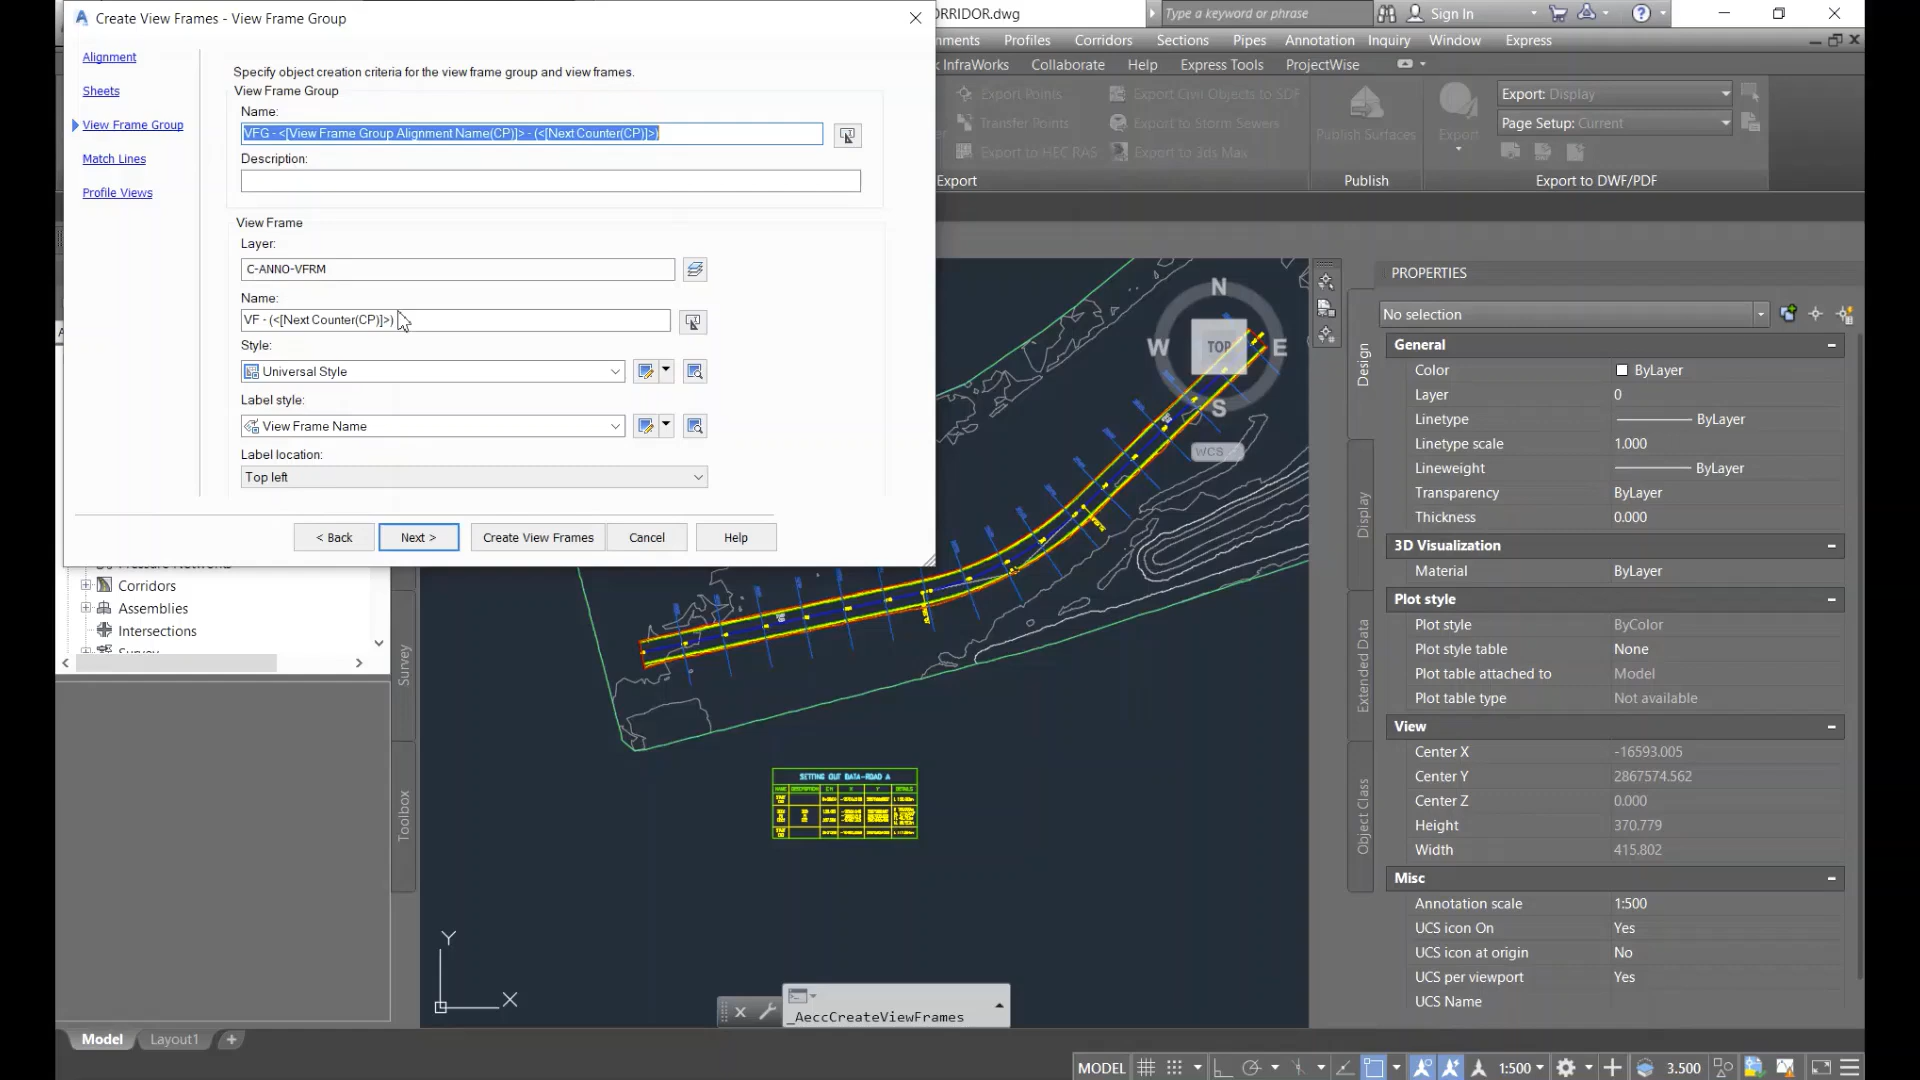 Create View Frames - View Frame Group
ORRIDOR.dwg
Type a keyword or phrase
Sign In
Alignment
Sheets
View Frame Group
Match Lines
Profile Views
Specify object creation criteria for the view frame group and view frames.
View Frame Group
Name:
VFG - <[View Frame Group Alignment Name(CP)]> - (<[Next Counter(CP)]>)
Description:
View Frame
Layer:
C-ANNO-VFRM
Name:
VF - (<[Next Counter(CP)]>)
Style:
Universal Style
Label style:
View Frame Name
Label location:
Top left
< Back
Next >
Create View Frames
Cancel
Help
nments
Profiles
Corridors
Sections
Pipes
Annotation
Inquiry
Window
Express
InfraWorks
Collaborate
Help
Express Tools
ProjectWise
Export Points
Export Civil Objects to SDF
Transfer Points
Export to Storm Sewers
Export to HEC RAS
Export to 3ds Max
Export
Publish Surfaces
Publish
Export
Export: Display
Page Setup: Current
Export to DWF/PDF
Corridors
Assemblies
Intersections
Survey
Toolbox
N
W
TOP
E
S
WCS
SETTING OUT DATA-ROAD A
Y
X
_AeccCreateViewFrames
Model
Layout1
+
PROPERTIES
No selection
Design
Display
Extended Data
Object Class
General
Color ByLayer
Layer 0
Linetype ByLayer
Linetype scale 1.000
Lineweight ByLayer
Transparency ByLayer
Thickness 0.000
3D Visualization
Material ByLayer
Plot style
Plot style ByColor
Plot style table None
Plot table attached to Model
Plot table type Not available
View
Center X -16593.005
Center Y 2867574.562
Center Z 0.000
Height 370.779
Width 415.802
Misc
Annotation scale 1:500
UCS icon On Yes
UCS icon at origin No
UCS per viewport Yes
UCS Name
MODEL
1:500
3.500